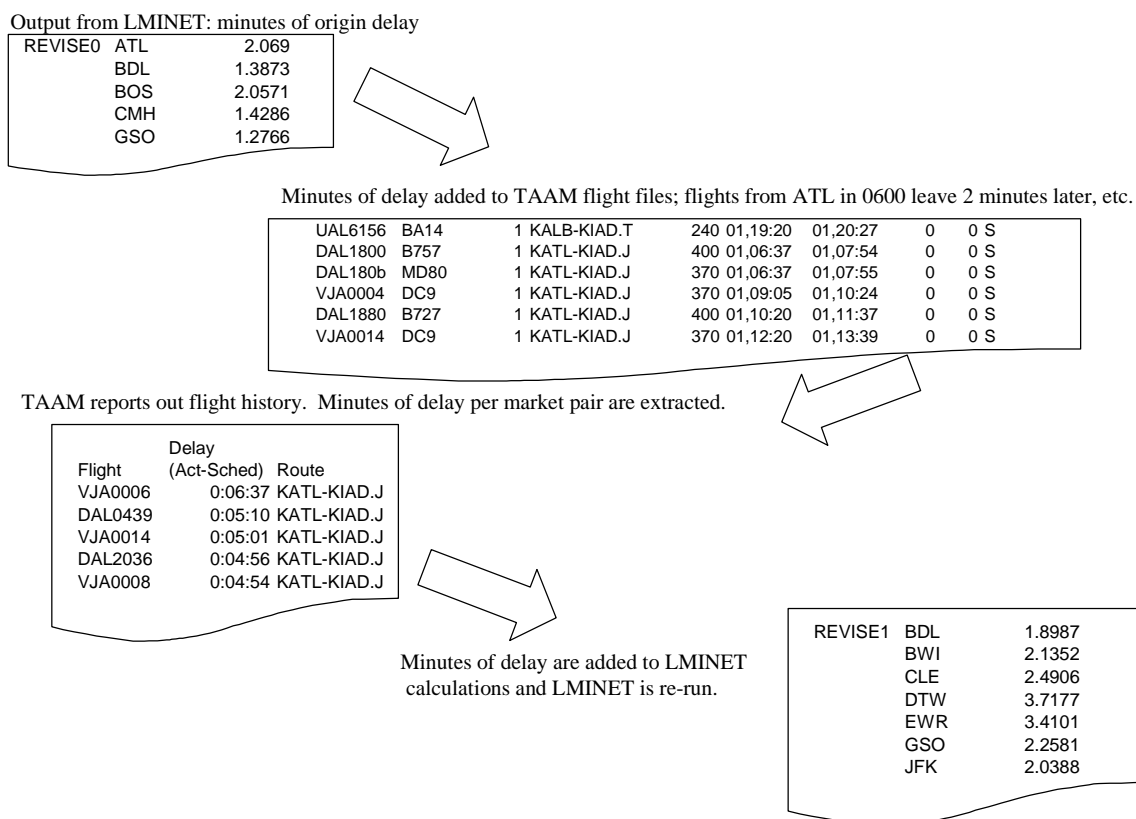 Output from LMINET: minutes of origin delay
REVISE0 ATL 2.069
BDL 1.3873
BOS 2.0571
CMH 1.4286
GSO 1.2766
Minutes of delay added to TAAM flight files; flights from ATL in 0600 leave 2 minutes later, etc.
UAL6156 BA14 1 KALB-KIAD.T 240 01,19:20 01,20:27 0 0 S
DAL1800 B757 1 KATL-KIAD.J 400 01,06:37 01,07:54 0 0 S
DAL180b MD80 1 KATL-KIAD.J 370 01,06:37 01,07:55 0 0 S
VJA0004 DC9 1 KATL-KIAD.J 370 01,09:05 01,10:24 0 0 S
DAL1880 B727 1 KATL-KIAD.J 400 01,10:20 01,11:37 0 0 S
VJA0014 DC9 1 KATL-KIAD.J 370 01,12:20 01,13:39 0 0 S
TAAM reports out flight history. Minutes of delay per market pair are extracted.
Delay
Flight (Act-Sched) Route
VJA0006 0:06:37 KATL-KIAD.J
DAL0439 0:05:10 KATL-KIAD.J
VJA0014 0:05:01 KATL-KIAD.J
DAL2036 0:04:56 KATL-KIAD.J
VJA0008 0:04:54 KATL-KIAD.J
Minutes of delay are added to LMINET
calculations and LMINET is re-run.
REVISE1 BDL 1.8987
BWI 2.1352
CLE 2.4906
DTW 3.7177
EWR 3.4101
GSO 2.2581
JFK 2.0388